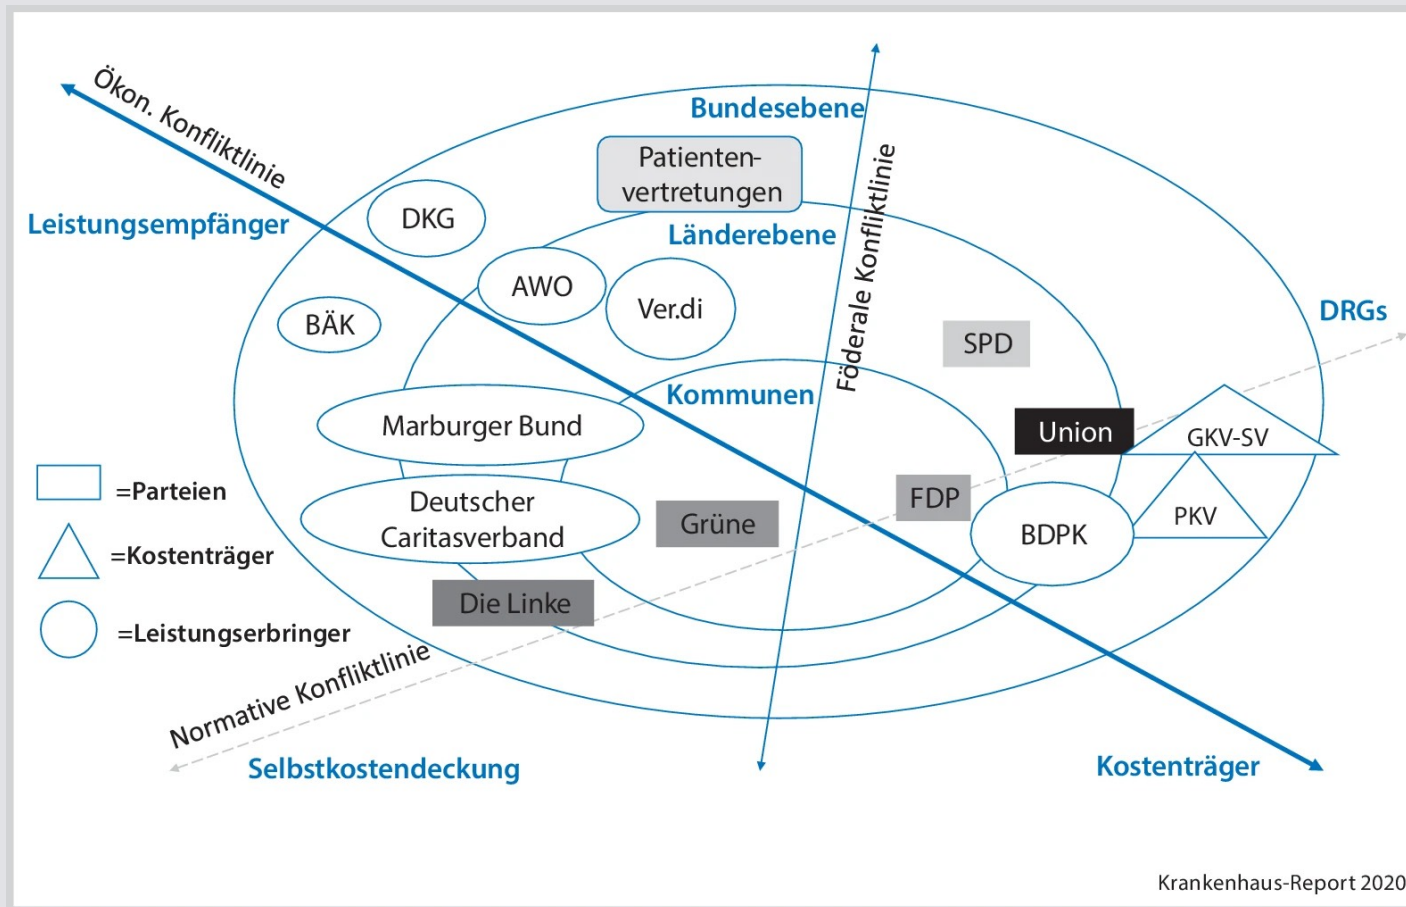 Ökon. Konfliktlinie
Bundesebene
Patienten-
vertretungen
Föderale Konfliktlinie
Leistungsempfänger
DKG
Länderebene
AWO
Ver.di
BÄK
SPD
DRGs
Kommunen
Marburger Bund
Union
GKV-SV
=Parteien
Deutscher
Caritasverband
Grüne
FDP
BDPK
PKV
=Kostenträger
Die Linke
=Leistungserbringer
Normative Konfliktlinie
Selbstkostendeckung
Kostenträger
Krankenhaus-Report 2020